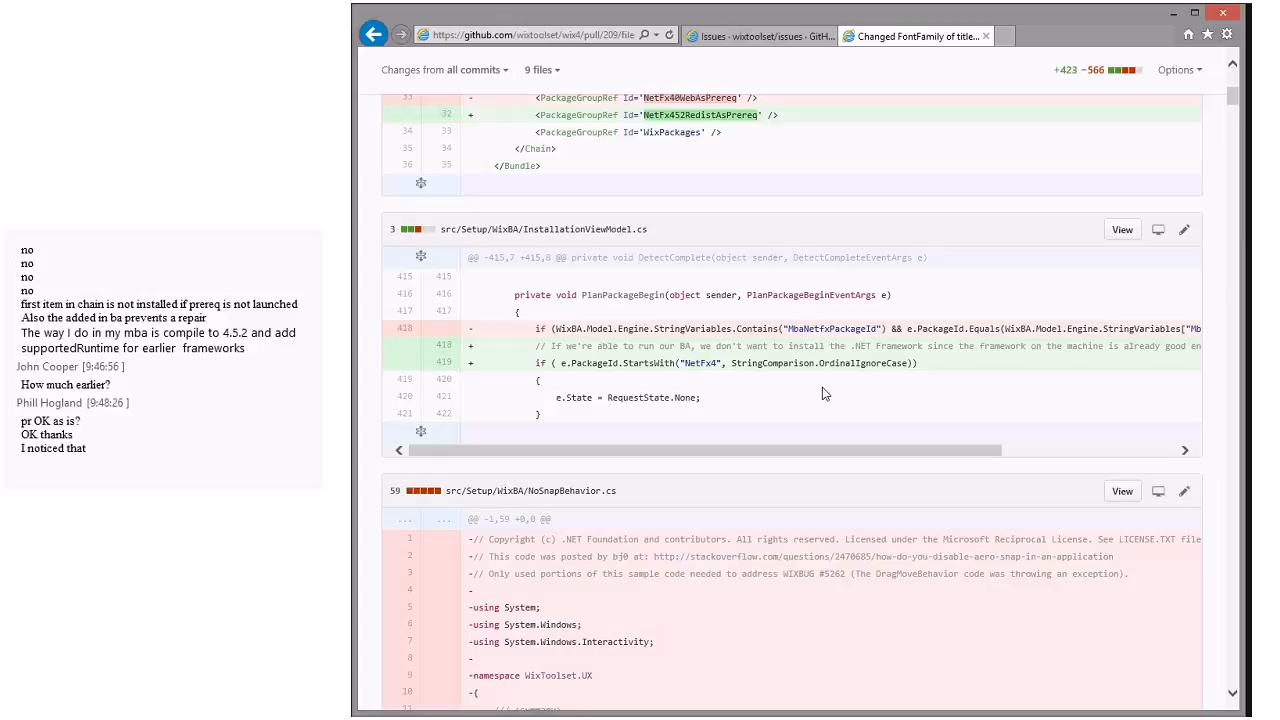 no
no
no
no
first item in chain is not installed if prereq is not launched
Also the added in ba prevents a repair
The way I do in my mba is compile to 4.5.2 and add
supportedRuntime for earlier frameworks
John Cooper [9:46:56 ]
How much earlier?
Phill Hogland [9:48:26 ]
pr OK as is?
OK thanks
I noticed that
https://github.com/wixtoolset/wix4/pull/209/file
Issues · wixtoolset/issues · GitH...
Changed FontFamily of title...
Changes from all commits
9 files
+423 −566
Options
33 - <PackageGroupRef Id='NetFx40WebAsPrereq' />
32 + <PackageGroupRef Id='NetFx452RedistAsPrereq' />
34 33 <PackageGroupRef Id='WixPackages' />
35 34 </Chain>
36 35 </Bundle>
3 src/Setup/WixBA/InstallationViewModel.cs
View
@@ -415,7 +415,8 @@ private void DetectComplete(object sender, DetectCompleteEventArgs e)
415 415
416 416 private void PlanPackageBegin(object sender, PlanPackageBeginEventArgs e)
417 417 {
418 - if (WixBA.Model.Engine.StringVariables.Contains("MbaNetfxPackageId") && e.PackageId.Equals(WixBA.Model.Engine.StringVariables["Mb
418 + // If we're able to run our BA, we don't want to install the .NET Framework since the framework on the machine is already good en
419 + if ( e.PackageId.StartsWith("NetFx4", StringComparison.OrdinalIgnoreCase))
419 420 {
420 421 e.State = RequestState.None;
421 422 }
59 src/Setup/WixBA/NoSnapBehavior.cs
View
... ... @@ -1,59 +0,0 @@
1 -// Copyright (c) .NET Foundation and contributors. All rights reserved. Licensed under the Microsoft Reciprocal License. See LICENSE.TXT file
2 -// This code was posted by bj0 at: http://stackoverflow.com/questions/2470685/how-do-you-disable-aero-snap-in-an-application
3 -// Only used portions of this sample code needed to address WIXBUG #5262 (The DragMoveBehavior code was throwing an exception).
4 -
5 -using System;
6 -using System.Windows;
7 -using System.Windows.Interactivity;
8 -
9 -namespace WixToolset.UX
10 -{